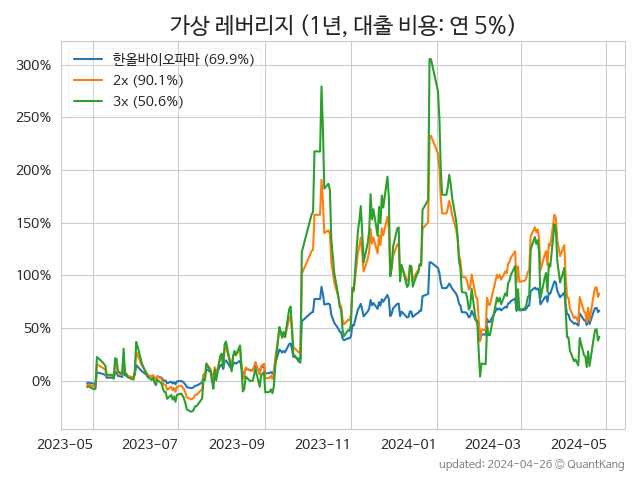 가상 레버리지 (1년, 대출 비용: 연 5%)
한올바이오파마 (69.9%)
2x (90.1%)
3x (50.6%)
300%
250%
200%
150%
100%
50%
0%
2023-05 2023-07 2023-09 2023-11 2024-01 2024-03 2024-05
updated: 2024-04-26 © QuantKang